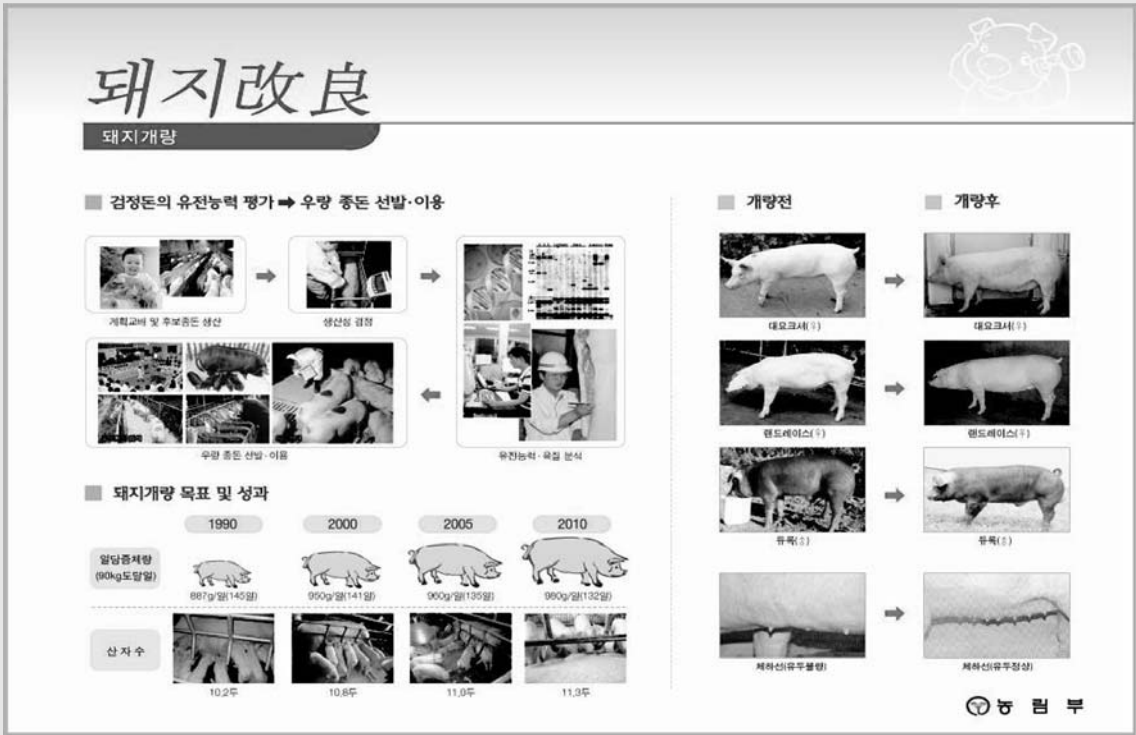 돼지改良
돼지개량
검정돈의 유전능력 평가 ➡ 우량 종돈 선발·이용
계획교배 및 후보종돈 생산
생산성 검정
우량 종돈 선발·이용
유전능력·육질 분석
돼지개량 목표 및 성과
1990
2000
2005
2010
일당증체량
(90kg도달일)
887g/일(145일)
950g/일(141일)
960g/일(135일)
980g/일(132일)
산 자 수
10.2두
10.8두
11.0두
11.3두
개량전
개량후
대요크셔(♀)
대요크셔(♀)
랜드레이스(♀)
랜드레이스(♀)
듀록(♂)
듀록(♂)
체하선(유두불량)
체하선(유두정상)
농 림 부